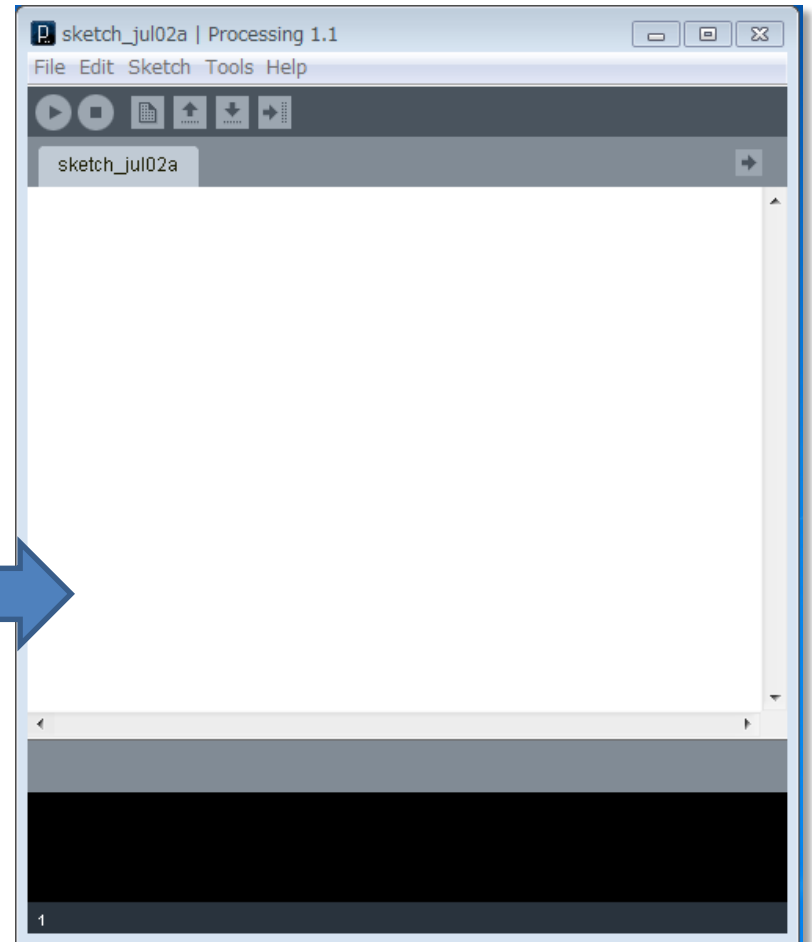 sketch_jul02a | Processing 1.1
File Edit Sketch Tools Help
sketch_jul02a
1